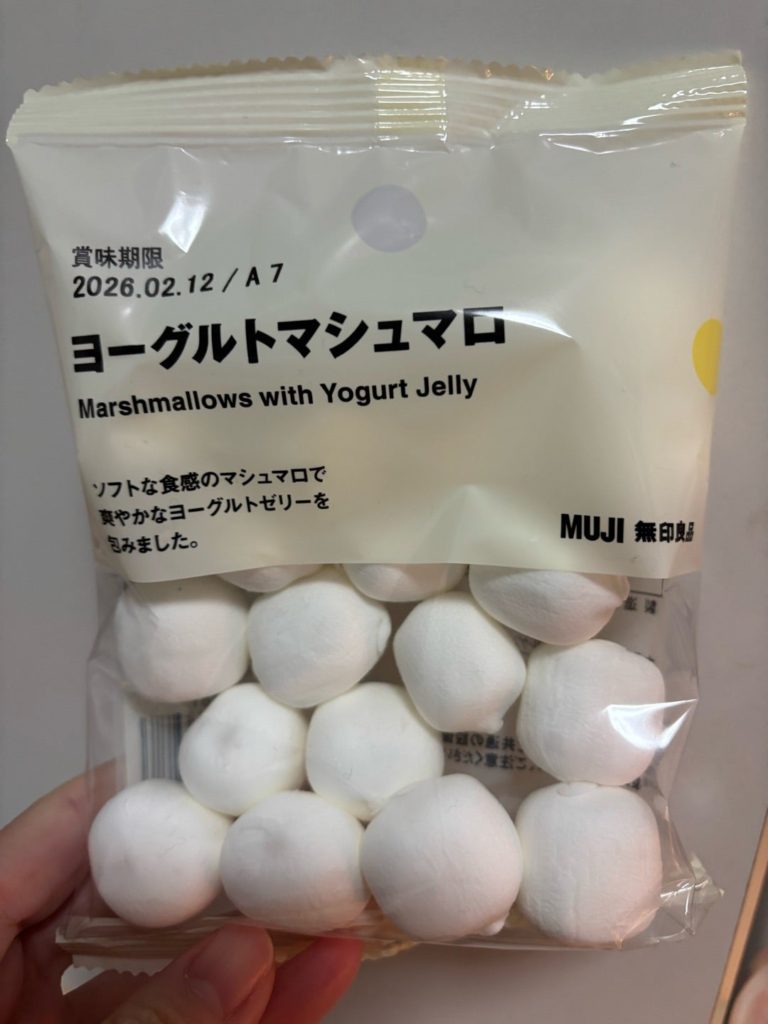 賞味期限
2026.02.12 / A 7
ヨーグルトマシュマロ
Marshmallows with Yogurt Jelly
ソフトな食感のマシュマロで
爽やかなヨーグルトゼリーを
包みました。
MUJI 無印良品